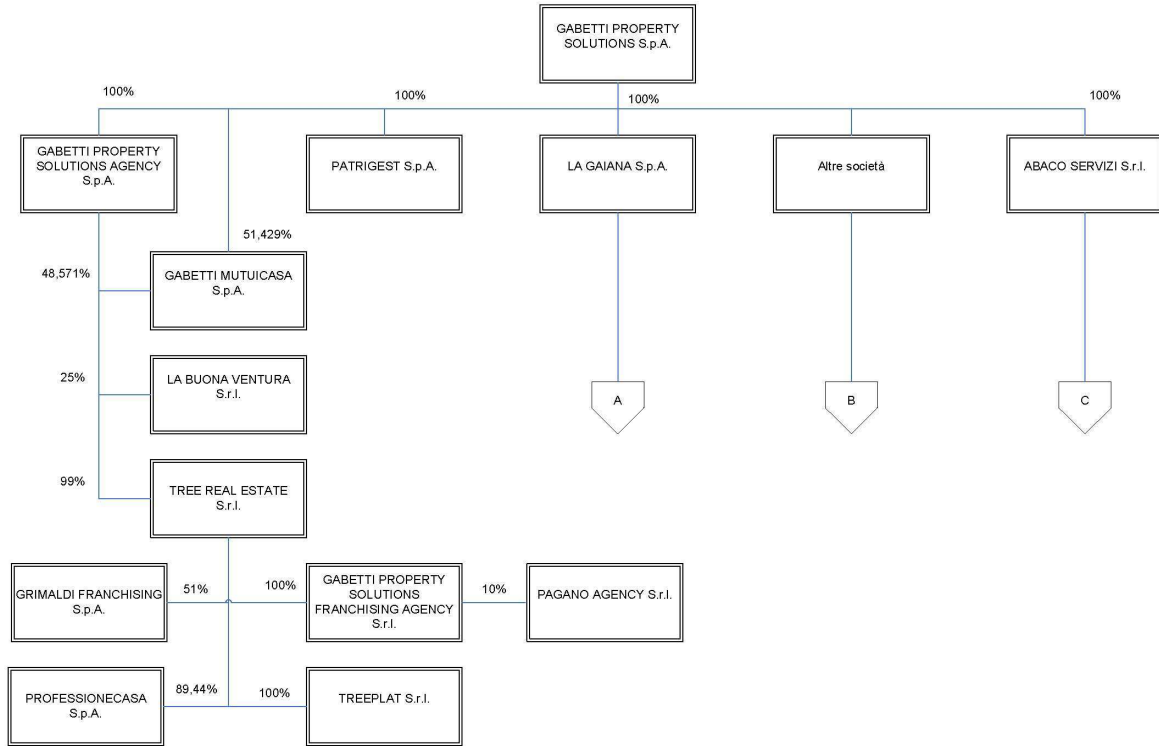 GABETTI PROPERTY
SOLUTIONS S.p.A.
100%
100%
100%
100%
GABETTI PROPERTY
SOLUTIONS AGENCY
S.p.A.
PATRIGEST S.p.A.
LA GAIANA S.p.A.
Altre società
ABACO SERVIZI S.r.l.
51,429%
48,571%
GABETTI MUTUICASA
S.p.A.
25%
LA BUONA VENTURA
S.r.l.
A
B
C
99%
TREE REAL ESTATE
S.r.l.
GRIMALDI FRANCHISING
S.p.A.
51%
100%
GABETTI PROPERTY
SOLUTIONS
FRANCHISING AGENCY
S.r.l.
10%
PAGANO AGENCY S.r.l.
PROFESSIONECASA
S.p.A.
89,44%
100%
TREEPLAT S.r.l.